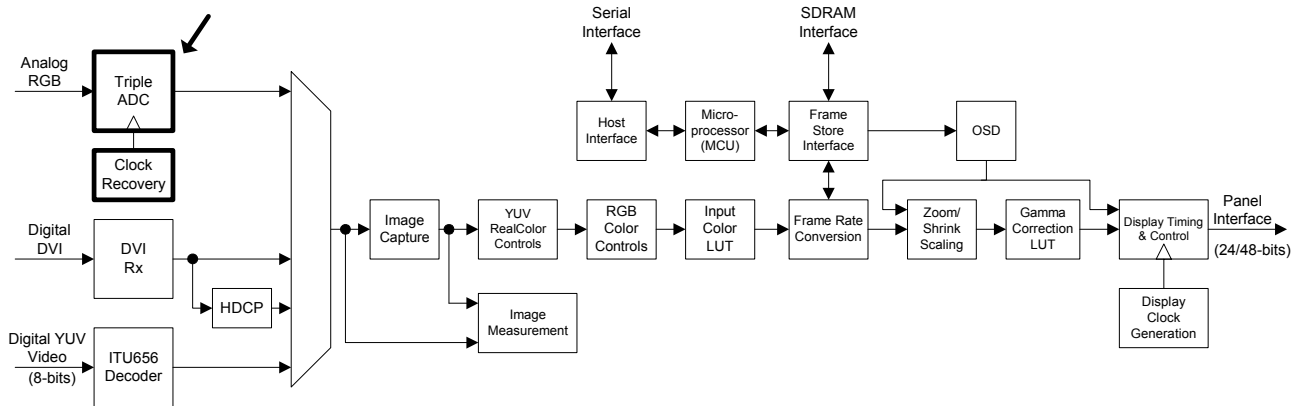 Serial
Interface
SDRAM
Interface
Analog
RGB
Triple
ADC
Clock
Recovery
Host
Interface
Micro-
processor
(MCU)
Frame
Store
Interface
OSD
Digital
DVI
DVI
Rx
HDCP
Digital YUV
Video
(8-bits)
ITU656
Decoder
Image
Capture
YUV
RealColor
Controls
RGB
Color
Controls
Input
Color
LUT
Frame Rate
Conversion
Zoom/
Shrink
Scaling
Gamma
Correction
LUT
Display Timing
& Control
Panel
Interface
(24/48-bits)
Image
Measurement
Display
Clock
Generation